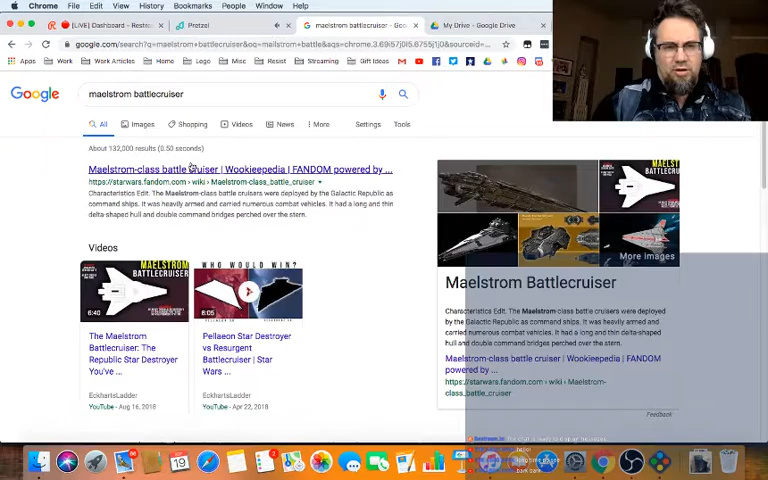 Chrome File Edit View History Bookmarks People Window Help
[LIVE] Dashboard - Restre
Pretzel
maelstrom battlecruiser - Goo
My Drive - Google Drive
google.com/search?q=maelstrom+battlecruiser&oq=mailstrom+battle&aqs=chrome.3.69i57j0l5.6755j1j0&sourceid=
Apps Work Articles Home Lego Misc Resist Streaming Gift Ideas
Google
maelstrom battlecruiser
All Images Shopping Videos News More Settings Tools
About 132,000 results (0.50 seconds)
Maelstrom-class battle cruiser | Wookieepedia | FANDOM powered by ...
https://starwars.fandom.com › wiki › Maelstrom-class_battle_cruiser
Characteristics Edit. The Maelstrom-class battle cruisers were deployed by the Galactic Republic as
command ships. It was heavily armed and carried numerous combat vehicles. It had a long and thin
delta-shaped hull and double command bridges perched over the stern.
Videos
MAELSTROM
BATTLECRUISER
6:40
WHO WOULD WIN
6:05
The Maelstrom
Battlecruiser: The
Republic Star Destroyer
You've ...
EckhartsLadder
YouTube - Aug 16, 2018
Pellaeon Star Destroyer
vs Resurgent
Battlecruiser | Star
Wars ...
EckhartsLadder
YouTube - Apr 22, 2018
MAELSTROM
BATTLECRUISER
More images
Maelstrom Battlecruiser
Characteristics Edit. The Maelstrom-class battle cruisers were deployed
by the Galactic Republic as command ships. It was heavily armed and
carried numerous combat vehicles. It had a long and thin delta-shaped
hull and double command bridges perched over the stern.
Maelstrom-class battle cruiser | Wookieepedia | FANDOM
powered by ...
https://starwars.fandom.com › wiki › Maelstrom-
class_battle_cruiser
Feedback
19